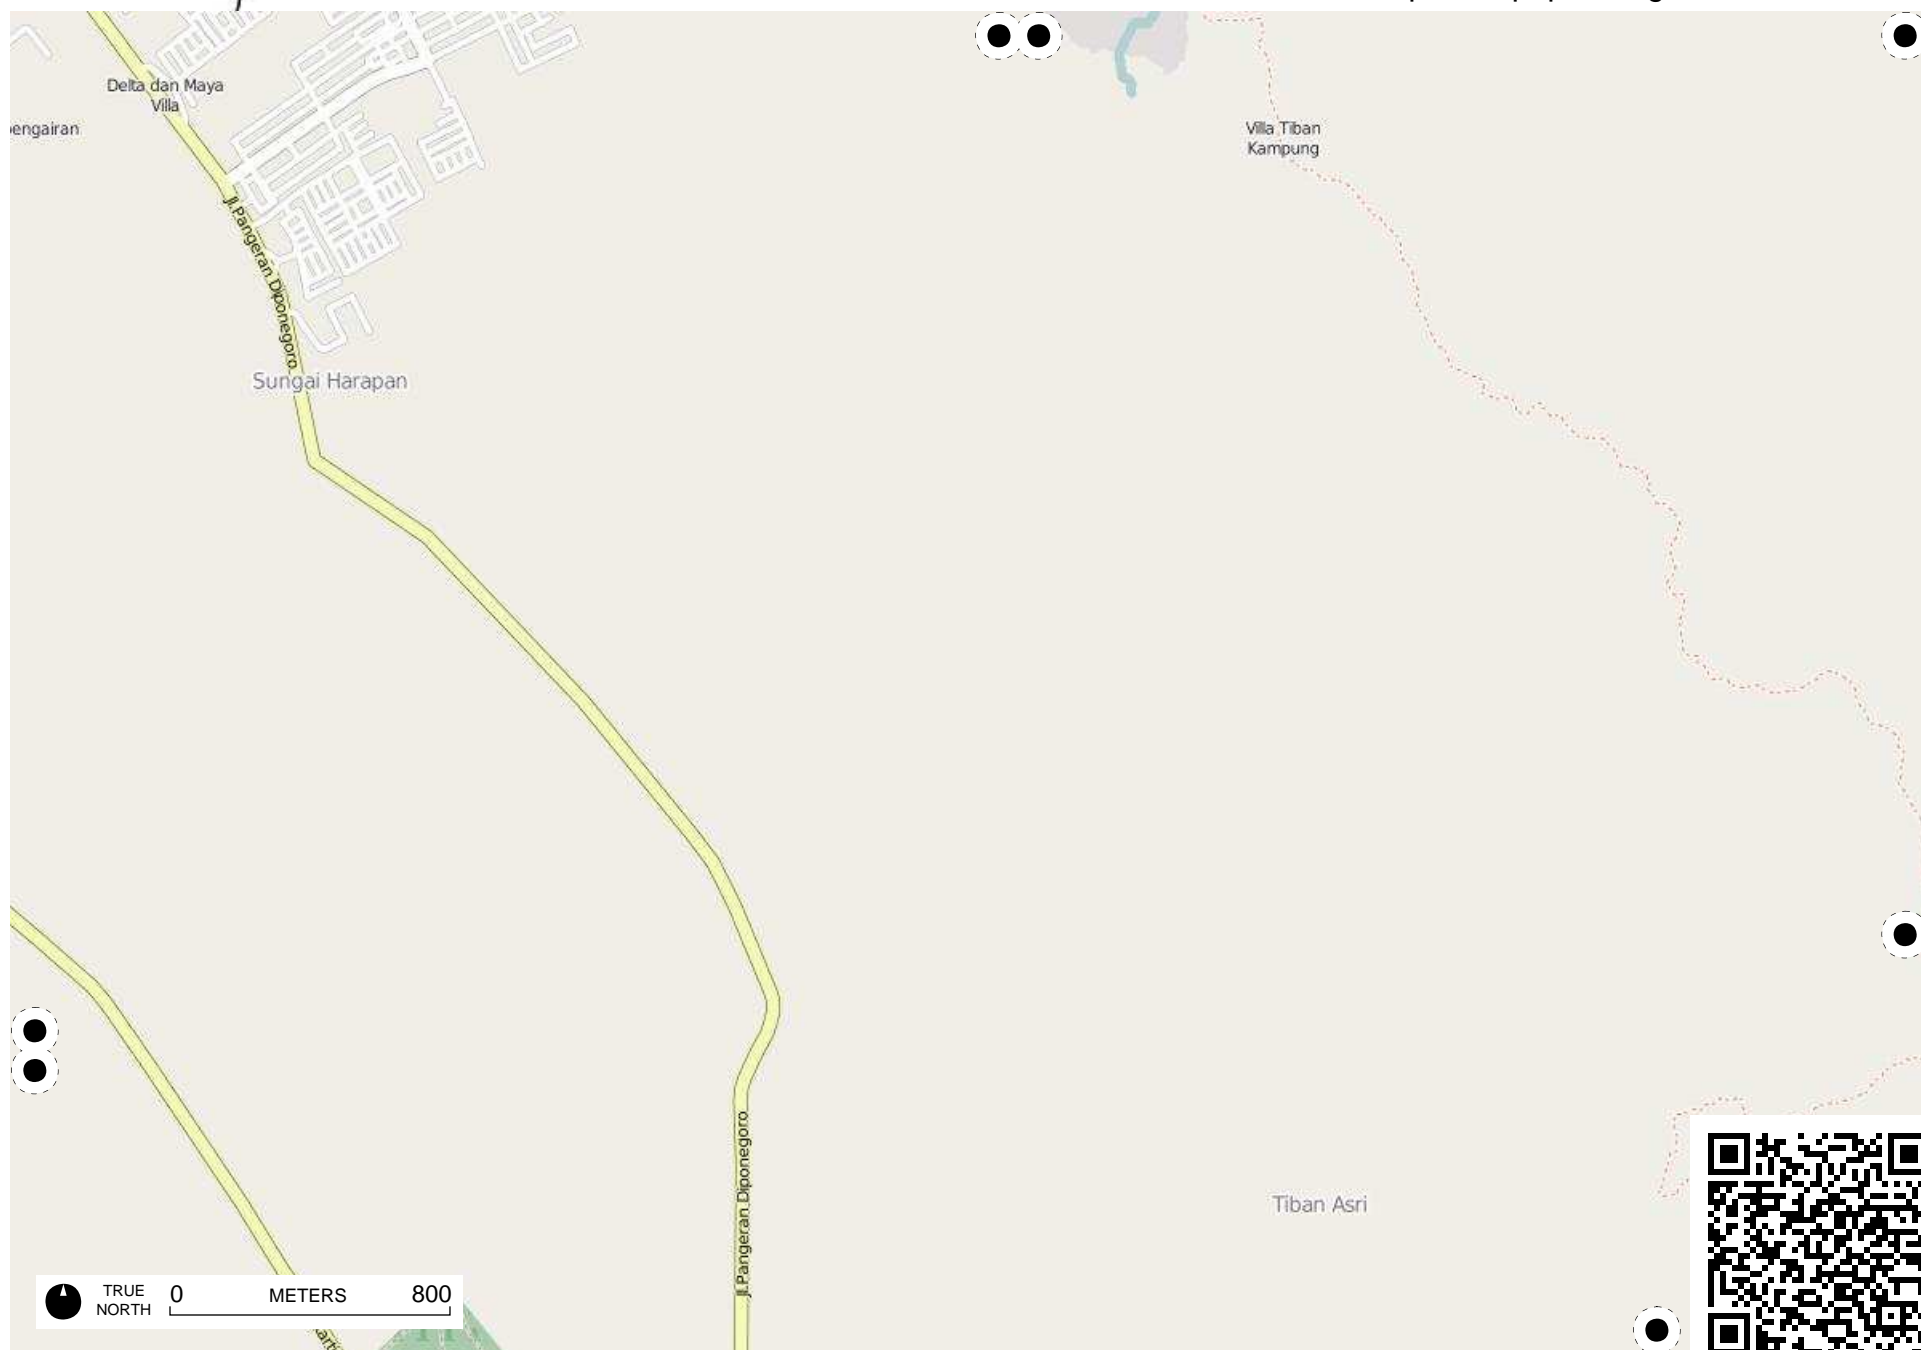 Delta dan Maya
Villa
engairan
Villa Tiban
Kampung
Jl.Pangeran Diponegoro
Sungai Harapan
Jl.Pangeran Diponegoro
Tiban Asri
TRUE
NORTH
0 METERS 800